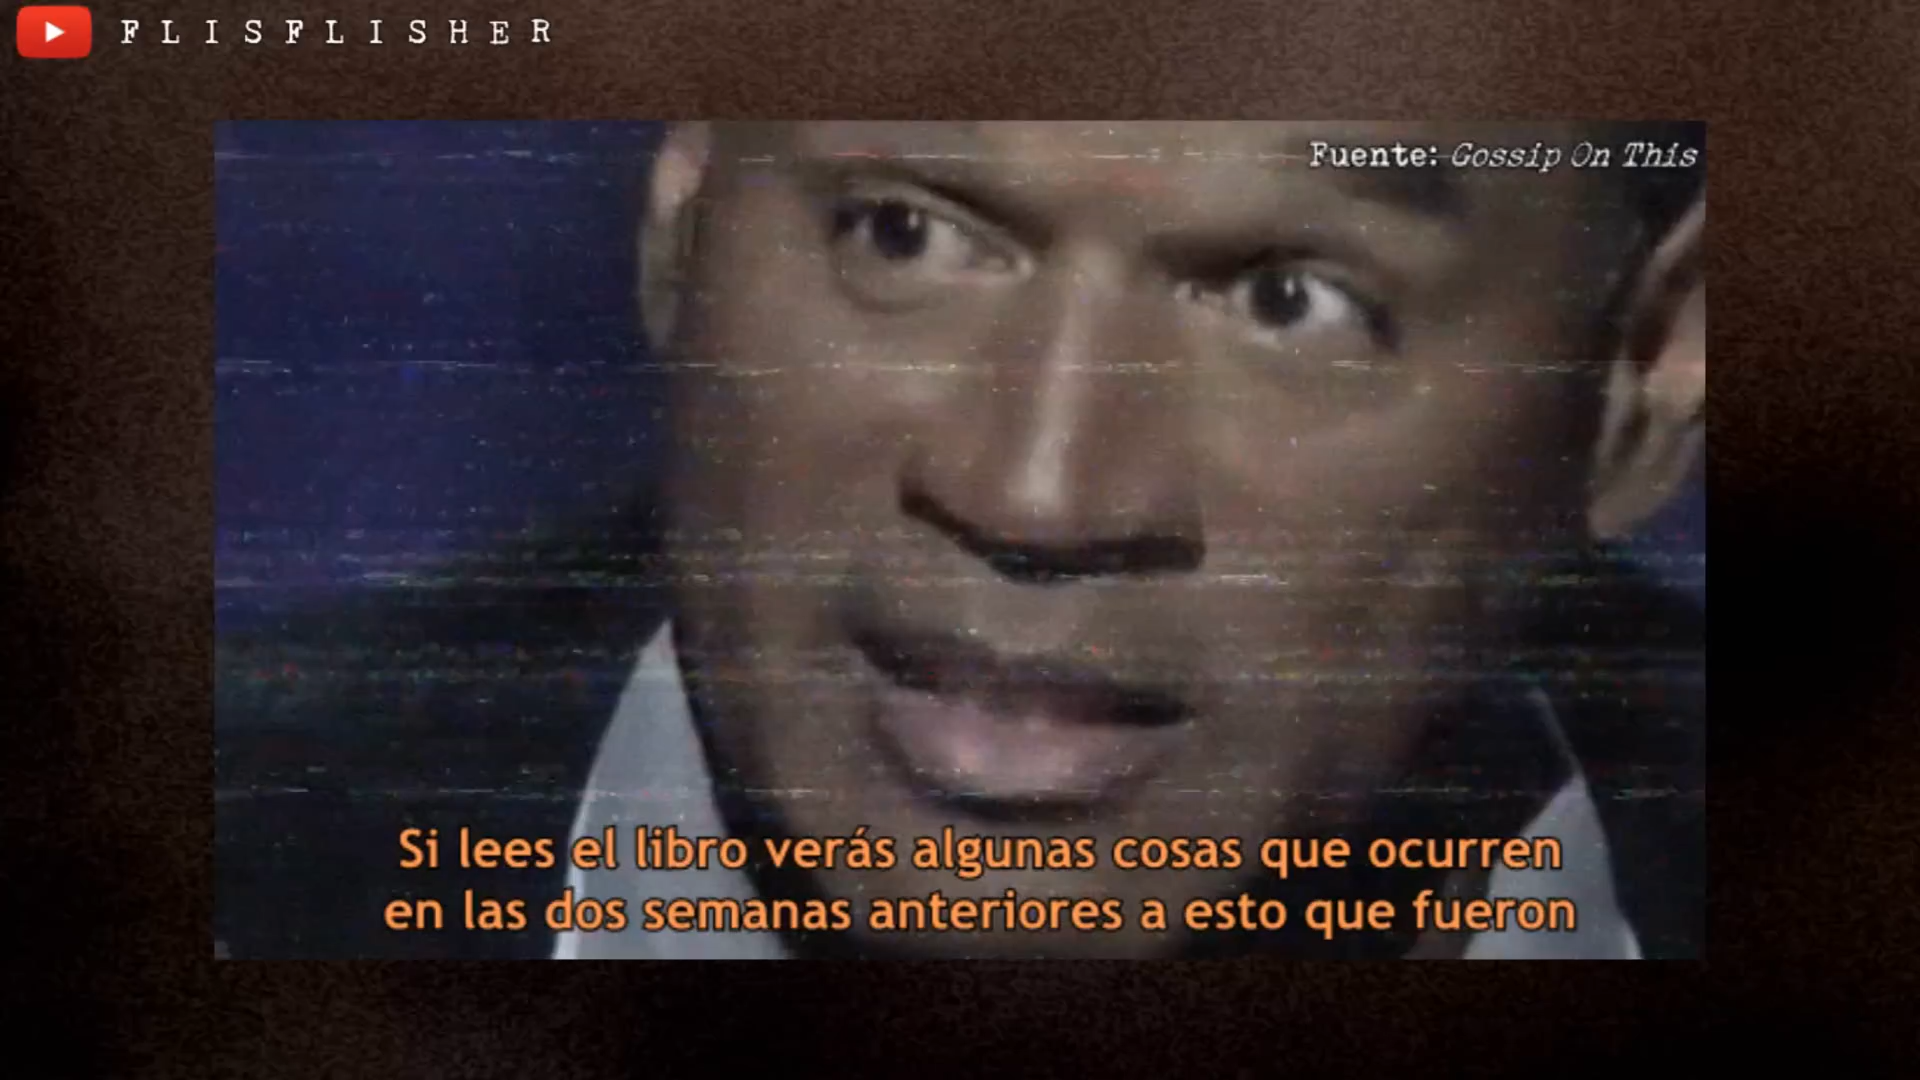 FLISFLISHER
Fuente: Gossip On This
Si lees el libro verás algunas cosas que ocurren
en las dos semanas anteriores a esto que fueron